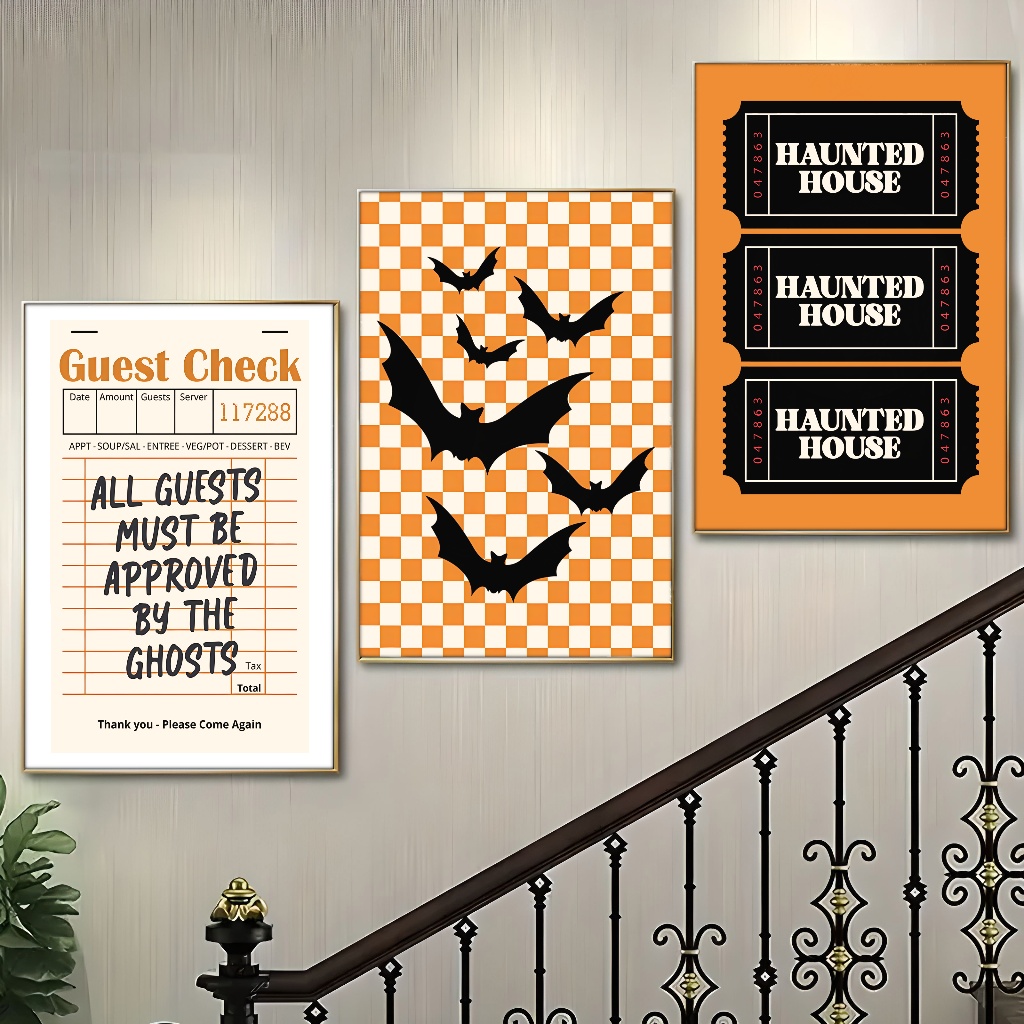 Guest Check
Date Amount Guests Server
117288
APPT - SOUP/SAL - ENTREE - VEG/POT - DESSERT - BEV
ALL GUESTS
MUST BE
APPROVED
BY THE
GHOSTS
Tax
Total
Thank you - Please Come Again
047863
HAUNTED
HOUSE
047863
047863
HAUNTED
HOUSE
047863
047863
HAUNTED
HOUSE
047863